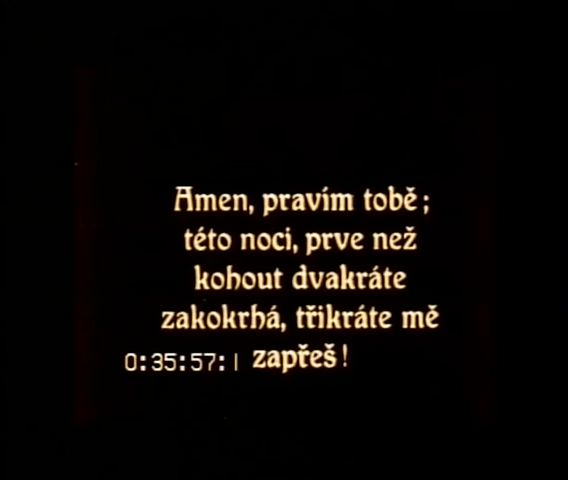 Amen, pravím tobě;
této noci, prve než
kohout dvakráte
zakokrhá, třikráte mě
zapřeš!
0:35:57:1